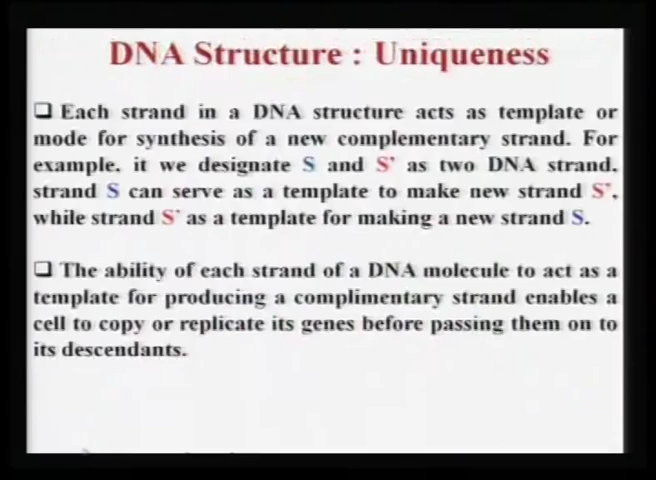 DNA Structure : Uniqueness
❑ Each strand in a DNA structure acts as template or
mode for synthesis of a new complementary strand. For
example, it we designate S and S' as two DNA strand,
strand S can serve as a template to make new strand S',
while strand S' as a template for making a new strand S.
❑ The ability of each strand of a DNA molecule to act as a
template for producing a complimentary strand enables a
cell to copy or replicate its genes before passing them on to
its descendants.